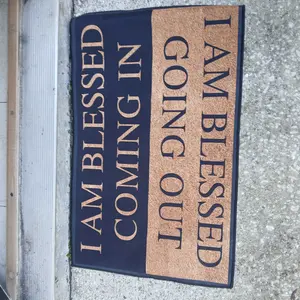 I AM BLESSED
COMING IN
I AM BLESSED
GOING OUT